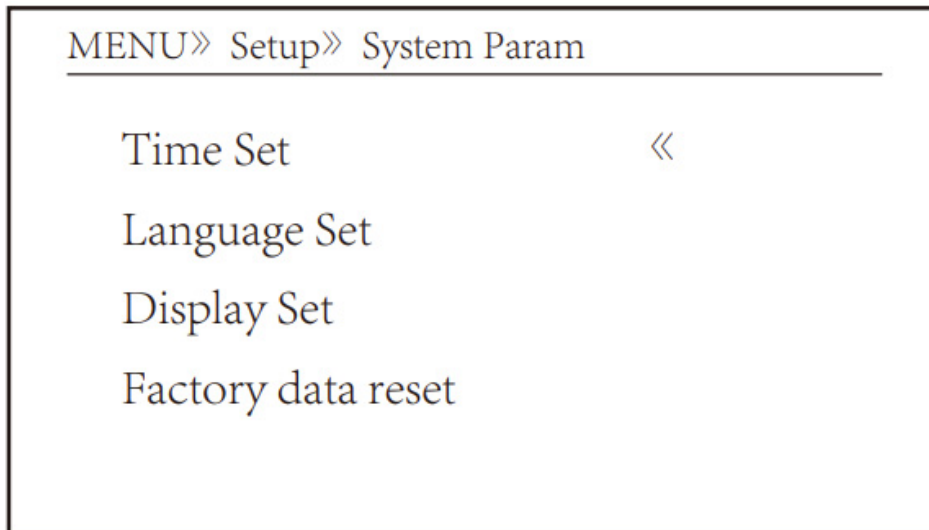 MENU» Setup» System Param
Time Set «
Language Set
Display Set
Factory data reset